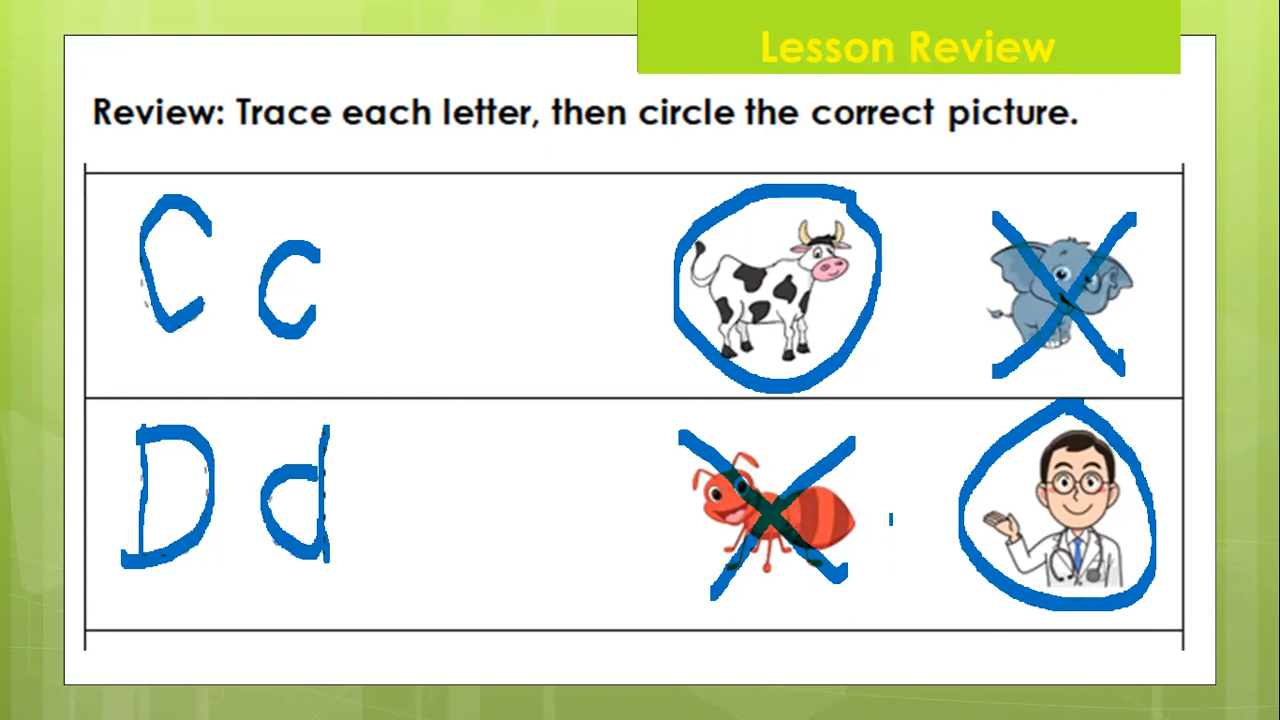 Lesson Review
Review: Trace each letter, then circle the correct picture.
C c
D d